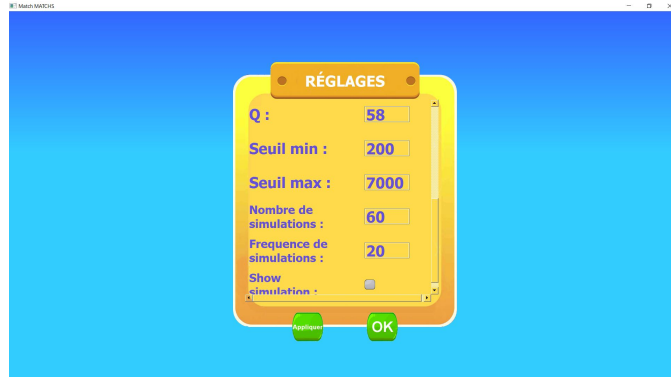 Match MATCHS
RÉGLAGES
Q : 58
Seuil min : 200
Seuil max : 7000
Nombre de
simulations : 60
Frequence de
simulations : 20
Show
simulation :
Appliquer OK